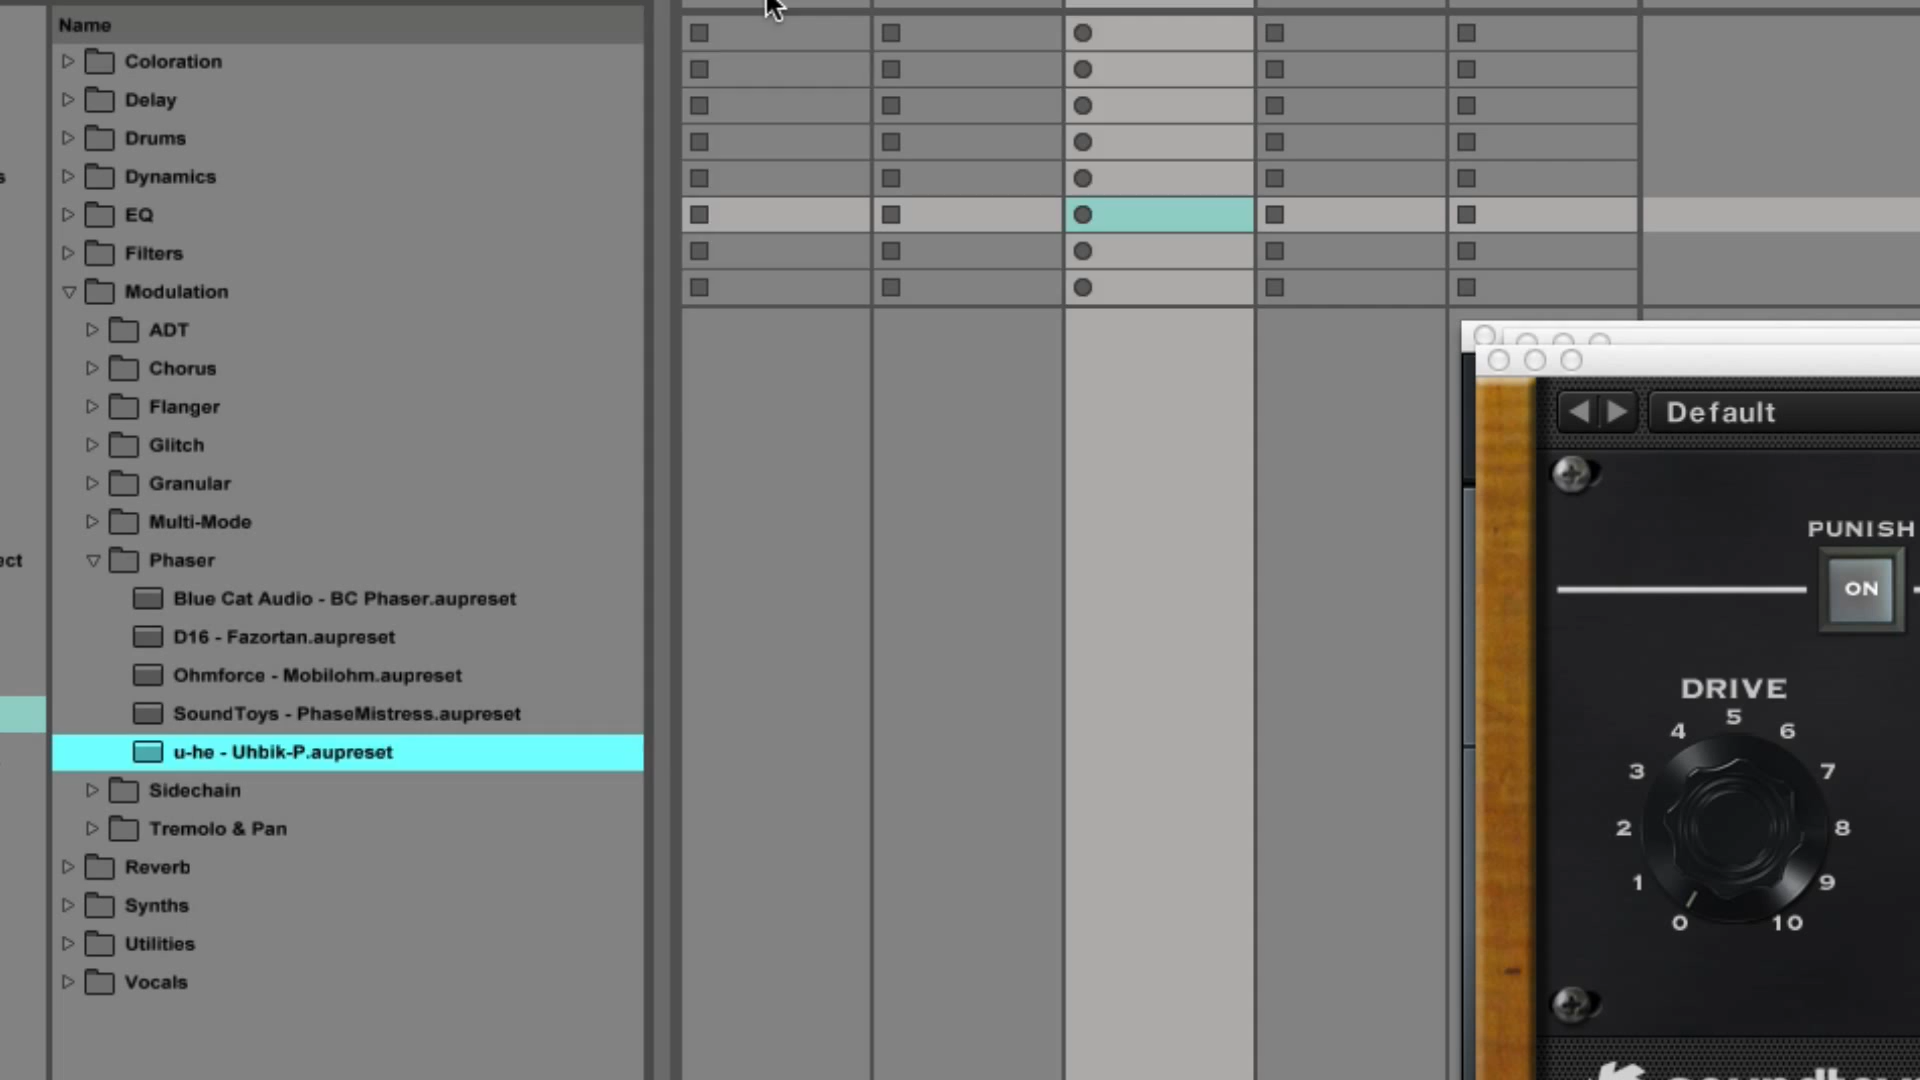 Name
Coloration
Delay
Drums
Dynamics
EQ
Filters
Modulation
ADT
Chorus
Flanger
Glitch
Granular
Multi-Mode
Phaser
Blue Cat Audio - BC Phaser.aupreset
D16 - Fazortan.aupreset
Ohmforce - Mobilohm.aupreset
SoundToys - PhaseMistress.aupreset
u-he - Uhbik-P.aupreset
Sidechain
Tremolo & Pan
Reverb
Synths
Utilities
Vocals
s
ect
Default
PUNISH
ON
DRIVE
5
4 6
3 7
2 8
1 9
0 10